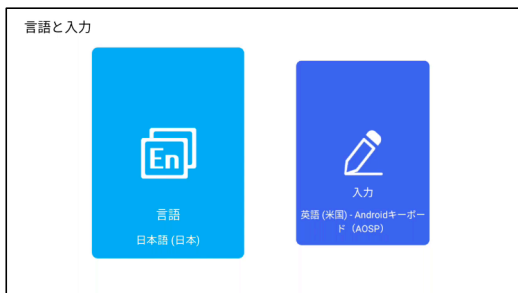 言語と入力
En
言語
日本語 (日本)
入力
英語 (米国) - Androidキーボー
ド（AOSP）